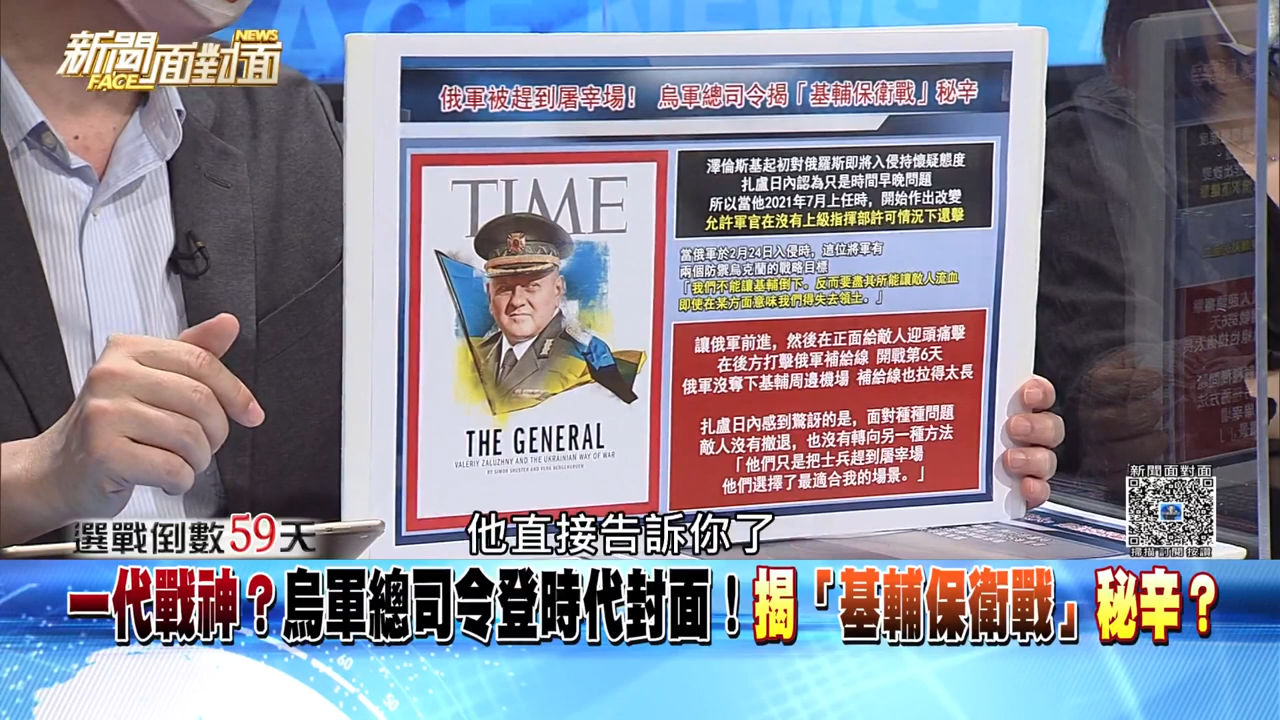 新聞面對面
NEWS
FACE
俄軍被趕到屠宰場！ 烏軍總司令揭「基輔保衛戰」秘辛
TIME
THE GENERAL
VALERIY ZALUZHNY AND THE UKRAINIAN WAY OF WAR
BY SIMON SHUSTER AND VERA BERGENGRUEN
澤倫斯基起初對俄羅斯即將入侵持懷疑態度
扎盧日內認為只是時間早晚問題
所以當他2021年7月上任時，開始作出改變
允許軍官在沒有上級指揮部許可情況下還擊
當俄軍於2月24日入侵時，這位將軍有
兩個防禦烏克蘭的戰略目標
「我們不能讓基輔倒下。反而要盡其所能讓敵人流血
即使在某方面意味我們得失去領土。」
讓俄軍前進，然後在正面給敵人迎頭痛擊
在後方打擊俄軍補給線 開戰第6天
俄軍沒奪下基輔周邊機場 補給線也拉得太長
扎盧日內感到驚訝的是，面對種種問題
敵人沒有撤退，也沒有轉向另一種方法
「他們只是把士兵趕到屠宰場
他們選擇了最適合我的場景。」
新聞面對面
掃描 訂閱 按讚
選戰倒數59天
他直接告訴你了
一代戰神？烏軍總司令登時代封面！揭「基輔保衛戰」秘辛？